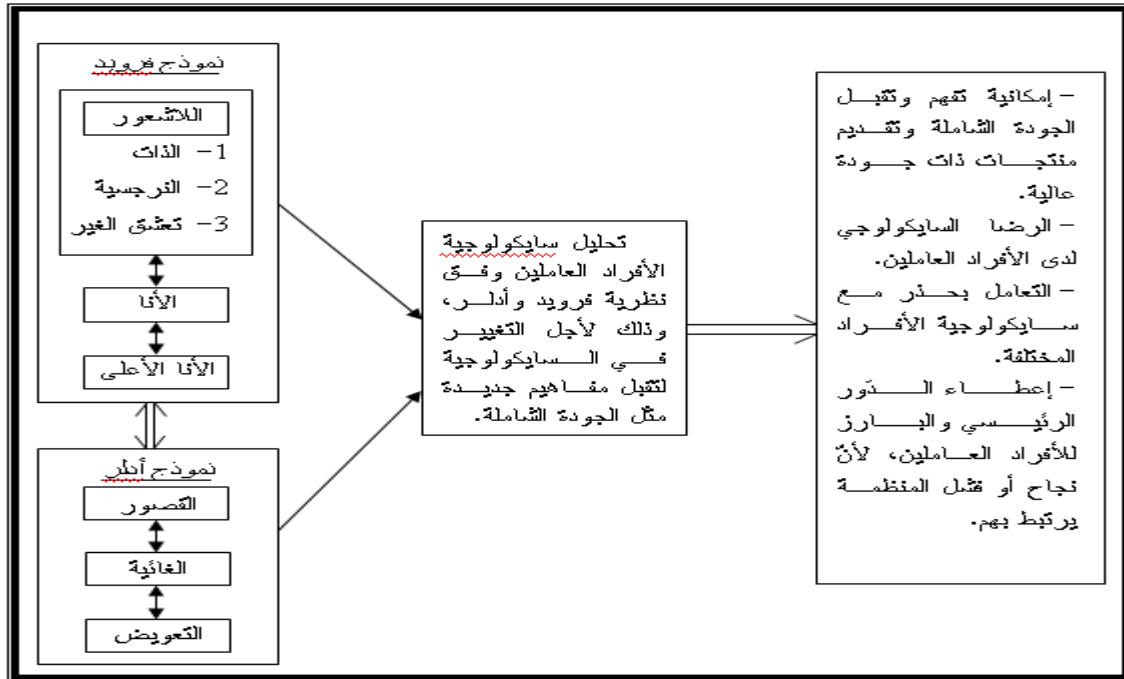 نموذج فرويد
اللاشعور
1- الذات
2- النرجسية
3- تعشق الغير
الأنا
الأنا الأعلى
نموذج أدلر
القصور
الغائية
التعويض
تحليل سايكولوجية
الأفراد العاملين وفق
نظرية فرويد وأدلر،
وذلك لأجل التغيير
في السايكولوجية
لتقبل مفاهيم جديدة
مثل الجودة الشاملة.
– إمكانية تفهم وتقبل
الجودة الشاملة وتقديم
منتجات ذات جودة
عالية.
– الرضا السايكولوجي
لدى الأفراد العاملين.
– التعامل بحذر مع
سايكولوجية الأفراد
المختلفة.
– إعطاء الدور
الرئيسي والبارز
للأفراد العاملين، لأنّ
نجاح أو فشل المنظمة
يرتبط بهم.